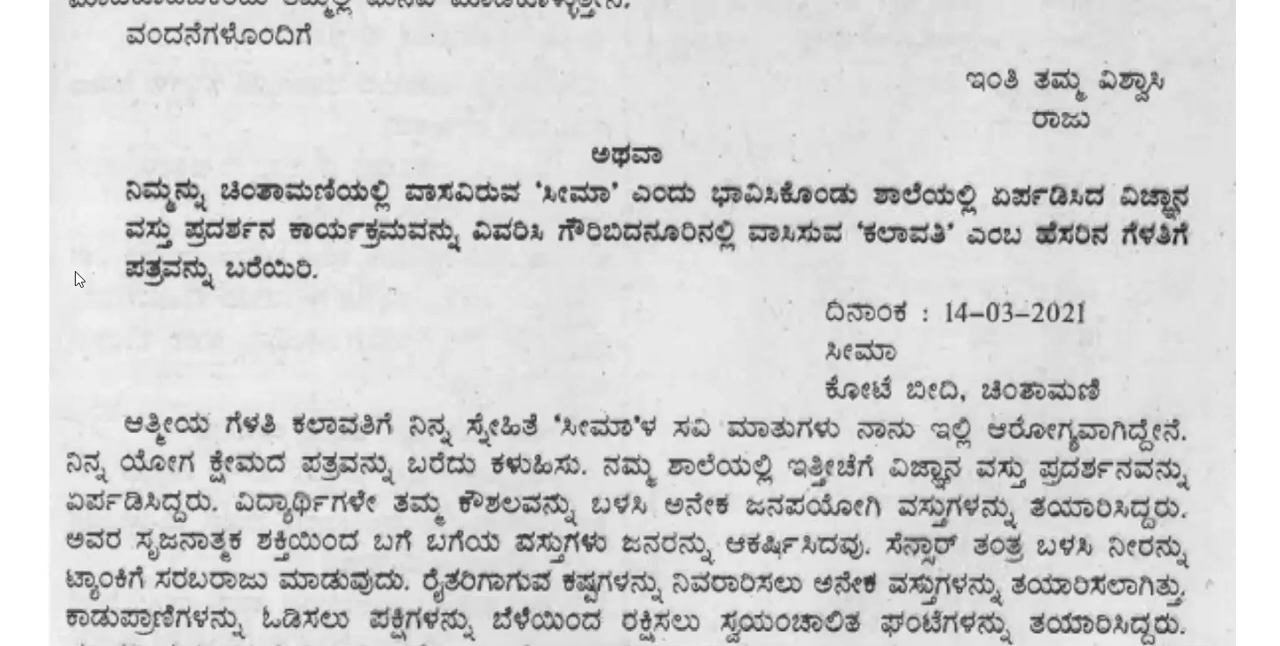 ವಂದನೆಗಳೊಂದಿಗೆ
ಇಂತಿ ತಮ್ಮ ವಿಶ್ವಾಸಿ
ರಾಜು
ಅಥವಾ
ನಿಮ್ಮನ್ನು ಚಿಂತಾಮಣಿಯಲ್ಲಿ ವಾಸವಿರುವ ‘ಸೀಮಾ’ ಎಂದು ಭಾವಿಸಿಕೊಂಡು ಶಾಲೆಯಲ್ಲಿ ಏರ್ಪಡಿಸಿದ ವಿಜ್ಞಾನ
ವಸ್ತು ಪ್ರದರ್ಶನ ಕಾರ್ಯಕ್ರಮವನ್ನು ವಿವರಿಸಿ ಗೌರಿಬಿದನೂರಿನಲ್ಲಿ ವಾಸಿಸುವ ‘ಕಲಾವತಿ’ ಎಂಬ ಹೆಸರಿನ ಗೆಳತಿಗೆ
ಪತ್ರವನ್ನು ಬರೆಯಿರಿ.
ದಿನಾಂಕ : 14–03–2021
ಸೀಮಾ
ಕೋಟೆ ಬೀದಿ, ಚಿಂತಾಮಣಿ
ಆತ್ಮೀಯ ಗೆಳತಿ ಕಲಾವತಿಗೆ ನಿನ್ನ ಸ್ನೇಹಿತೆ ‘ಸೀಮಾ’ಳ ಸವಿ ಮಾತುಗಳು ನಾನು ಇಲ್ಲಿ ಆರೋಗ್ಯವಾಗಿದ್ದೇನೆ.
ನಿನ್ನ ಯೋಗ ಕ್ಷೇಮದ ಪತ್ರವನ್ನು ಬರೆದು ಕಳುಹಿಸು. ನಮ್ಮ ಶಾಲೆಯಲ್ಲಿ ಇತ್ತೀಚೆಗೆ ವಿಜ್ಞಾನ ವಸ್ತು ಪ್ರದರ್ಶನವನ್ನು
ಏರ್ಪಡಿಸಿದ್ದರು. ವಿದ್ಯಾರ್ಥಿಗಳೇ ತಮ್ಮ ಕೌಶಲವನ್ನು ಬಳಸಿ ಅನೇಕ ಜನಪಯೋಗಿ ವಸ್ತುಗಳನ್ನು ತಯಾರಿಸಿದ್ದರು.
ಅವರ ಸೃಜನಾತ್ಮಕ ಶಕ್ತಿಯಿಂದ ಬಗೆ ಬಗೆಯ ವಸ್ತುಗಳು ಜನರನ್ನು ಆಕರ್ಷಿಸಿದವು. ಸೆನ್ಸಾರ್ ತಂತ್ರ ಬಳಸಿ ನೀರನ್ನು
ಟ್ಯಾಂಕಿಗೆ ಸರಬರಾಜು ಮಾಡುವುದು. ರೈತರಿಗಾಗುವ ಕಷ್ಟಗಳನ್ನು ನಿವರಾರಿಸಲು ಅನೇಕ ವಸ್ತುಗಳನ್ನು ತಯಾರಿಸಲಾಗಿತ್ತು.
ಕಾಡುಪ್ರಾಣಿಗಳನ್ನು ಓಡಿಸಲು ಪಕ್ಷಿಗಳನ್ನು ಬೆಳೆಯಿಂದ ರಕ್ಷಿಸಲು ಸ್ವಯಂಚಾಲಿತ ಘಂಟೆಗಳನ್ನು ತಯಾರಿಸಿದ್ದರು.